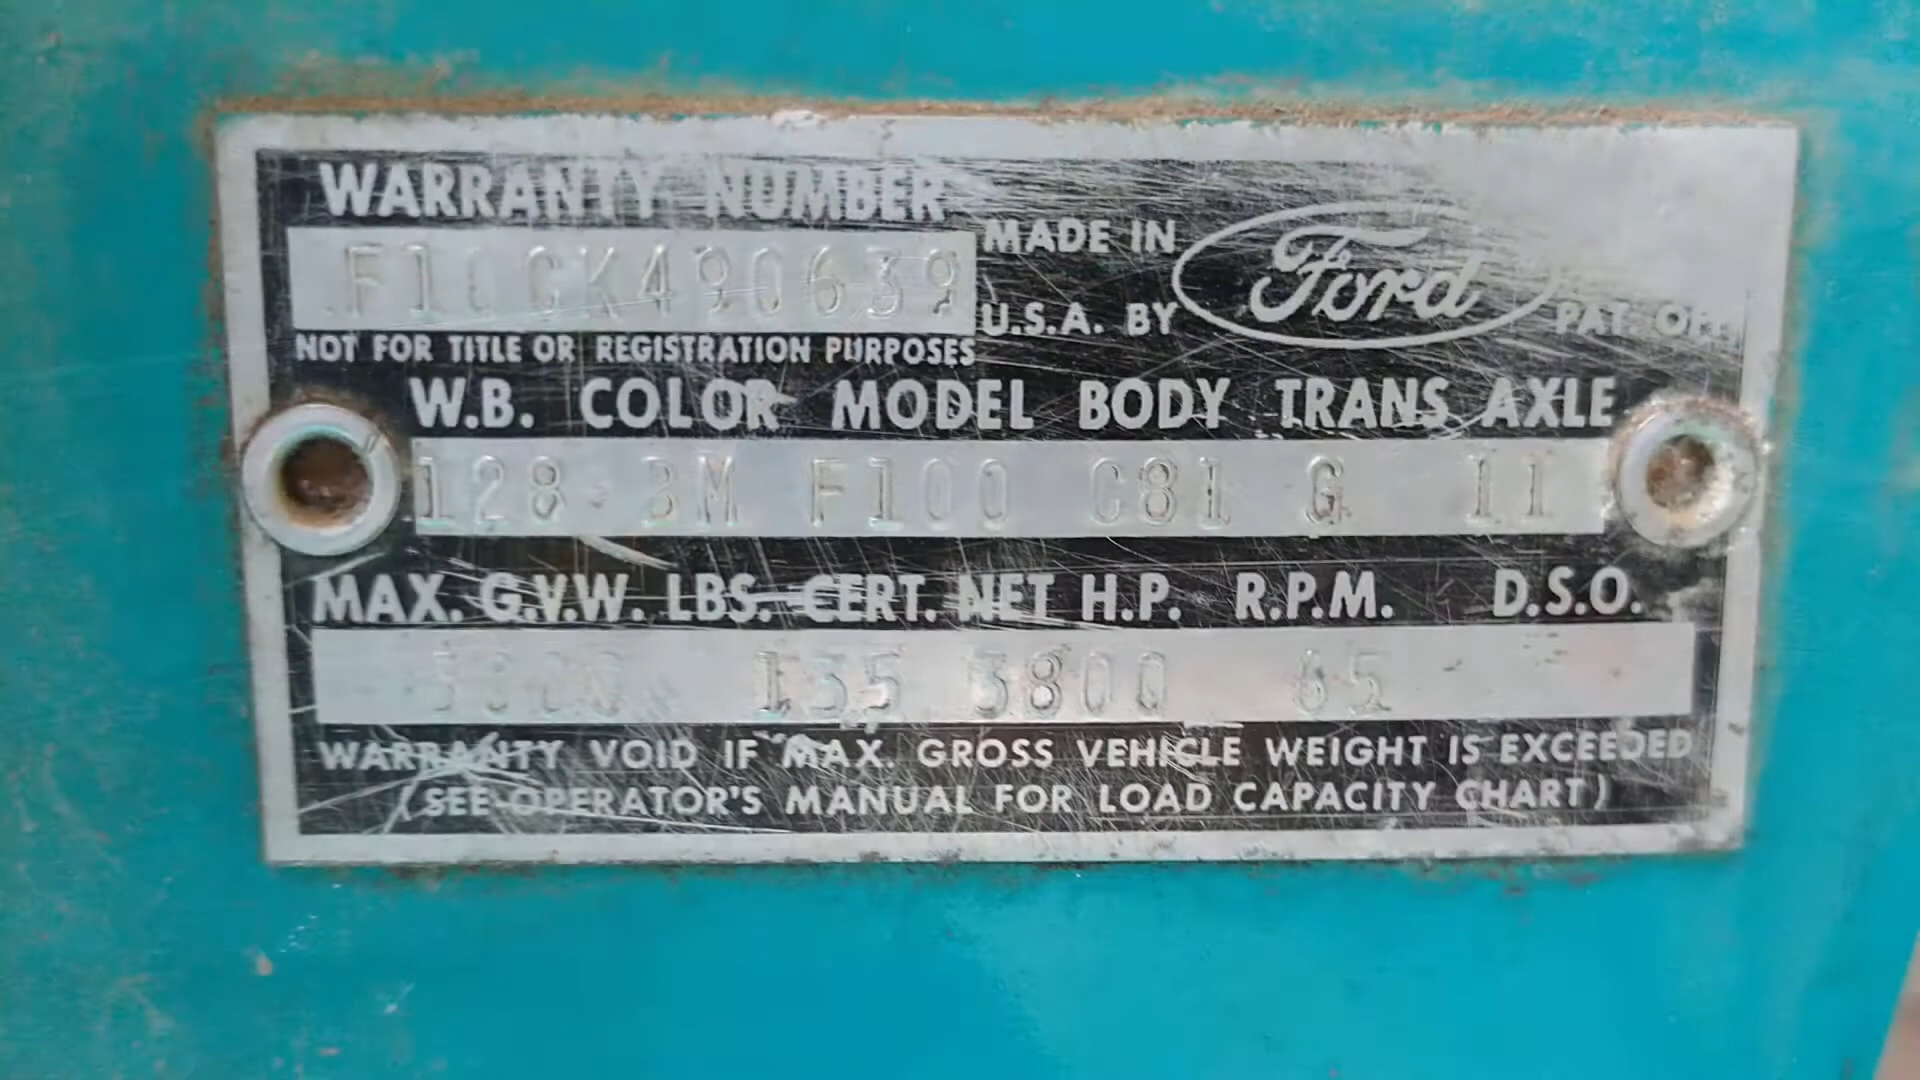 WARRANTY NUMBER
F10CK490639
NOT FOR TITLE OR REGISTRATION PURPOSES
MADE IN
U.S.A. BY
Ford
PAT. OFF
W.B. COLOR MODEL BODY TRANS AXLE
128 3M F100 C81 G 11
MAX. G.V.W. LBS. CERT. NET H.P. R.P.M. D.S.O.
135 3800 65
WARRANTY VOID IF MAX. GROSS VEHICLE WEIGHT IS EXCEEDED
(SEE OPERATOR'S MANUAL FOR LOAD CAPACITY CHART)